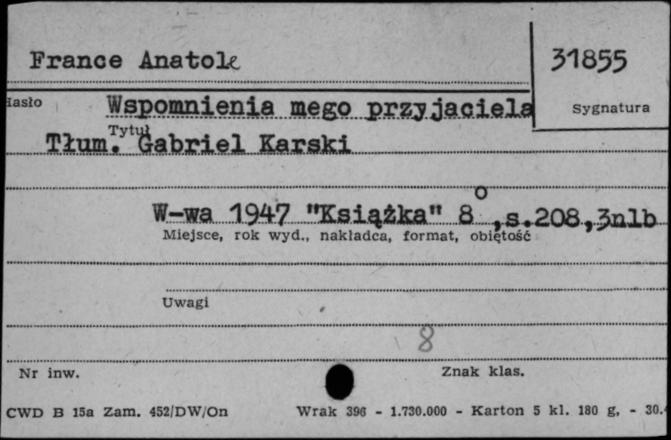 France Anatole
31855
Hasło
Wspomnienia mego przyjaciela
Sygnatura
Tytuł
Tłum. Gabriel Karski
W-wa 1947 "Książka" 8°, s.208, 3nlb
Miejsce, rok wyd., nakładca, format, objętość
Uwagi
8
Nr inw.
Znak klas.
CWD B 15a Zam. 452/DW/On Wrak 396 - 1.730.000 - Karton 5 kl. 180 g, - 30.